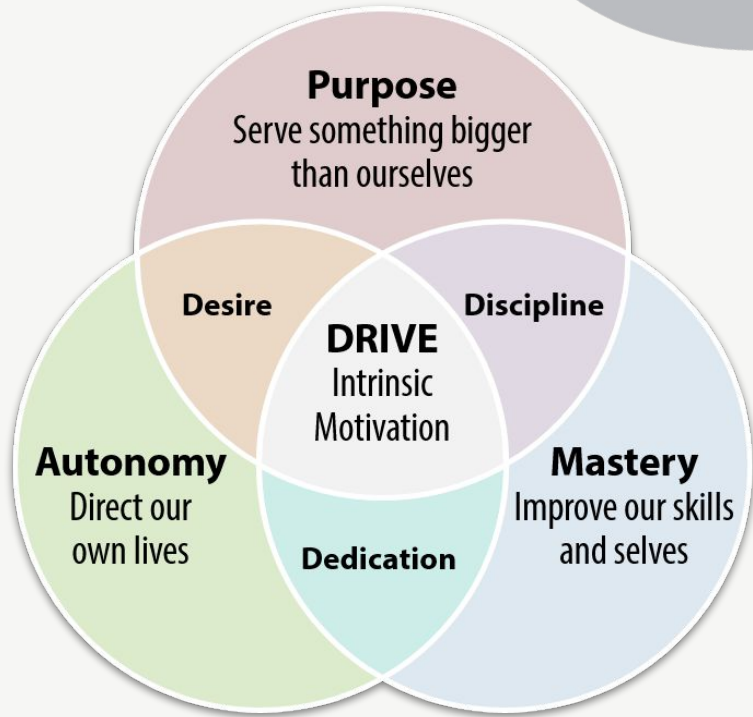 Purpose
Serve something bigger
than ourselves
Desire
Discipline
DRIVE
Intrinsic
Motivation
Autonomy
Direct our
own lives
Mastery
Improve our skills
and selves
Dedication